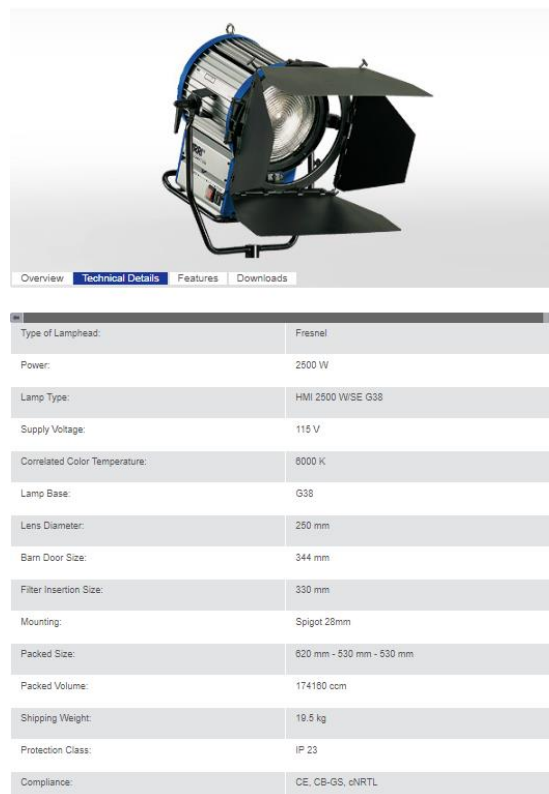 Overview Technical Details Features Downloads
Type of Lamphead: Fresnel
Power: 2500 W
Lamp Type: HMI 2500 W/SE G38
Supply Voltage: 115 V
Correlated Color Temperature: 6000 K
Lamp Base: G38
Lens Diameter: 250 mm
Barn Door Size: 344 mm
Filter Insertion Size: 330 mm
Mounting: Spigot 28mm
Packed Size: 620 mm - 530 mm - 530 mm
Packed Volume: 174160 ccm
Shipping Weight: 19.5 kg
Protection Class: IP 23
Compliance: CE, CB-GS, cNRTL